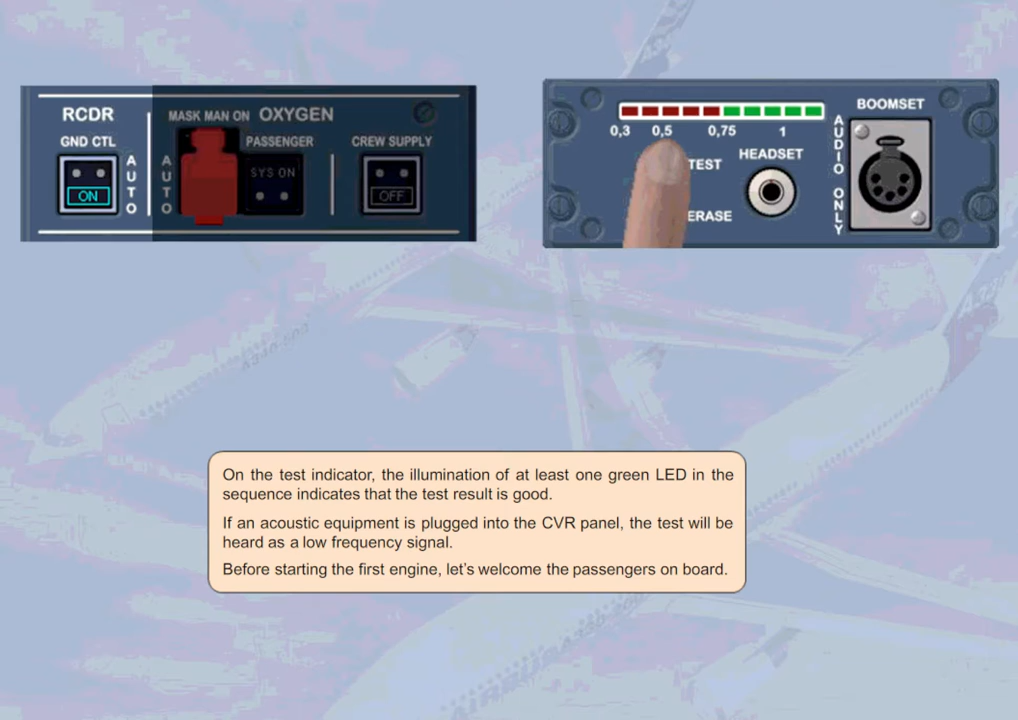 RCDR
GND CTL
ON
AUTO
MASK MAN ON OXYGEN
AUTO
PASSENGER
SYS ON
CREW SUPPLY
OFF
0,3 0,5 0,75 1
TEST
ERASE
HEADSET
AUDIO ONLY
BOOMSET
A340-500
On the test indicator, the illumination of at least one green LED in the
sequence indicates that the test result is good.
If an acoustic equipment is plugged into the CVR panel, the test will be
heard as a low frequency signal.
Before starting the first engine, let's welcome the passengers on board.